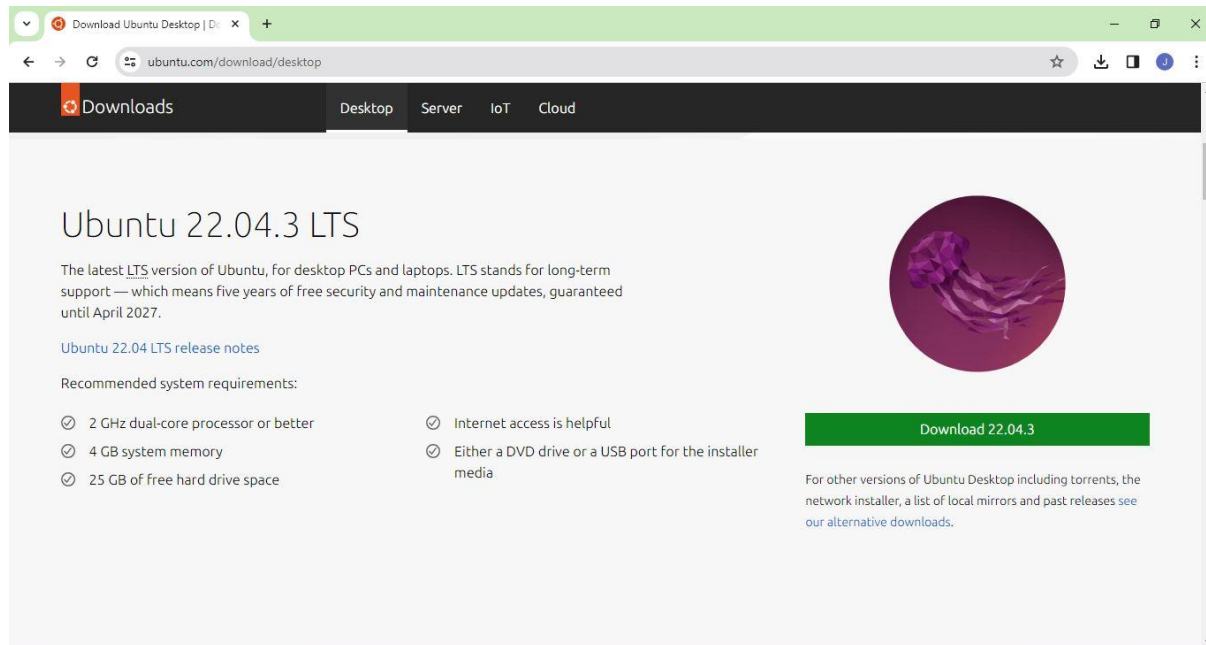 Download Ubuntu Desktop | Do
ubuntu.com/download/desktop
J
Downloads
Desktop
Server
IoT
Cloud
Ubuntu 22.04.3 LTS
The latest LTS version of Ubuntu, for desktop PCs and laptops. LTS stands for long-term
support — which means five years of free security and maintenance updates, guaranteed
until April 2027.
Ubuntu 22.04 LTS release notes
Recommended system requirements:
2 GHz dual-core processor or better
4 GB system memory
25 GB of free hard drive space
Internet access is helpful
Either a DVD drive or a USB port for the installer
media
Download 22.04.3
For other versions of Ubuntu Desktop including torrents, the
network installer, a list of local mirrors and past releases see
our alternative downloads.